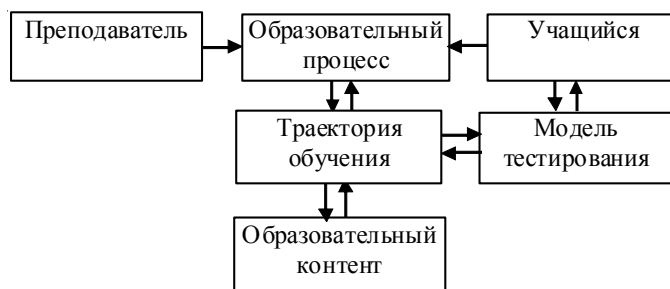 Преподаватель
Образовательный
процесс
Учащийся
Траектория
обучения
Модель
тестирования
Образовательный
контент